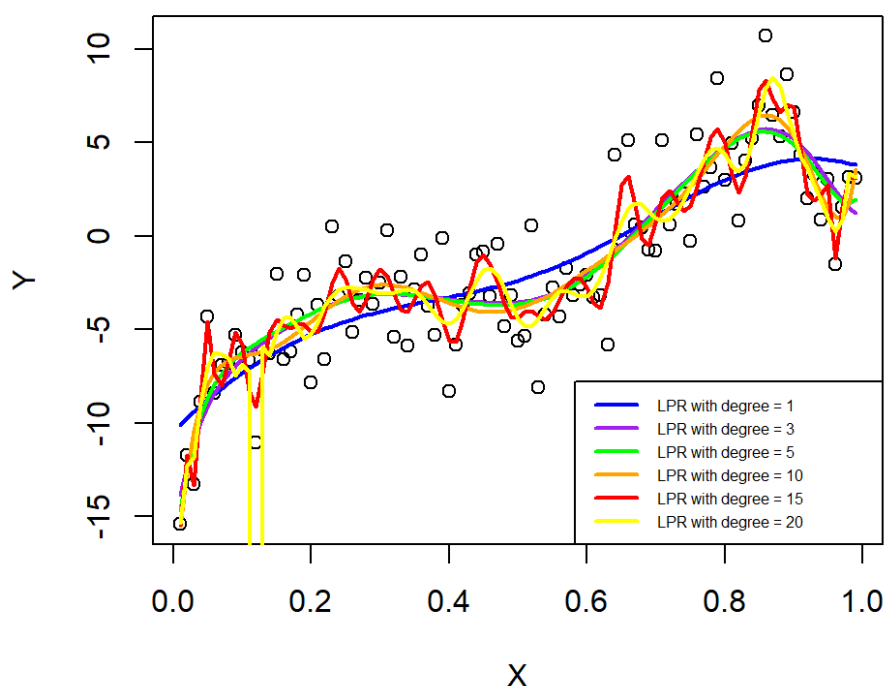 10
5
0
-5
-10
-15
Y
LPR with degree = 1
LPR with degree = 3
LPR with degree = 5
LPR with degree = 10
LPR with degree = 15
LPR with degree = 20
0.0 0.2 0.4 0.6 0.8 1.0
X